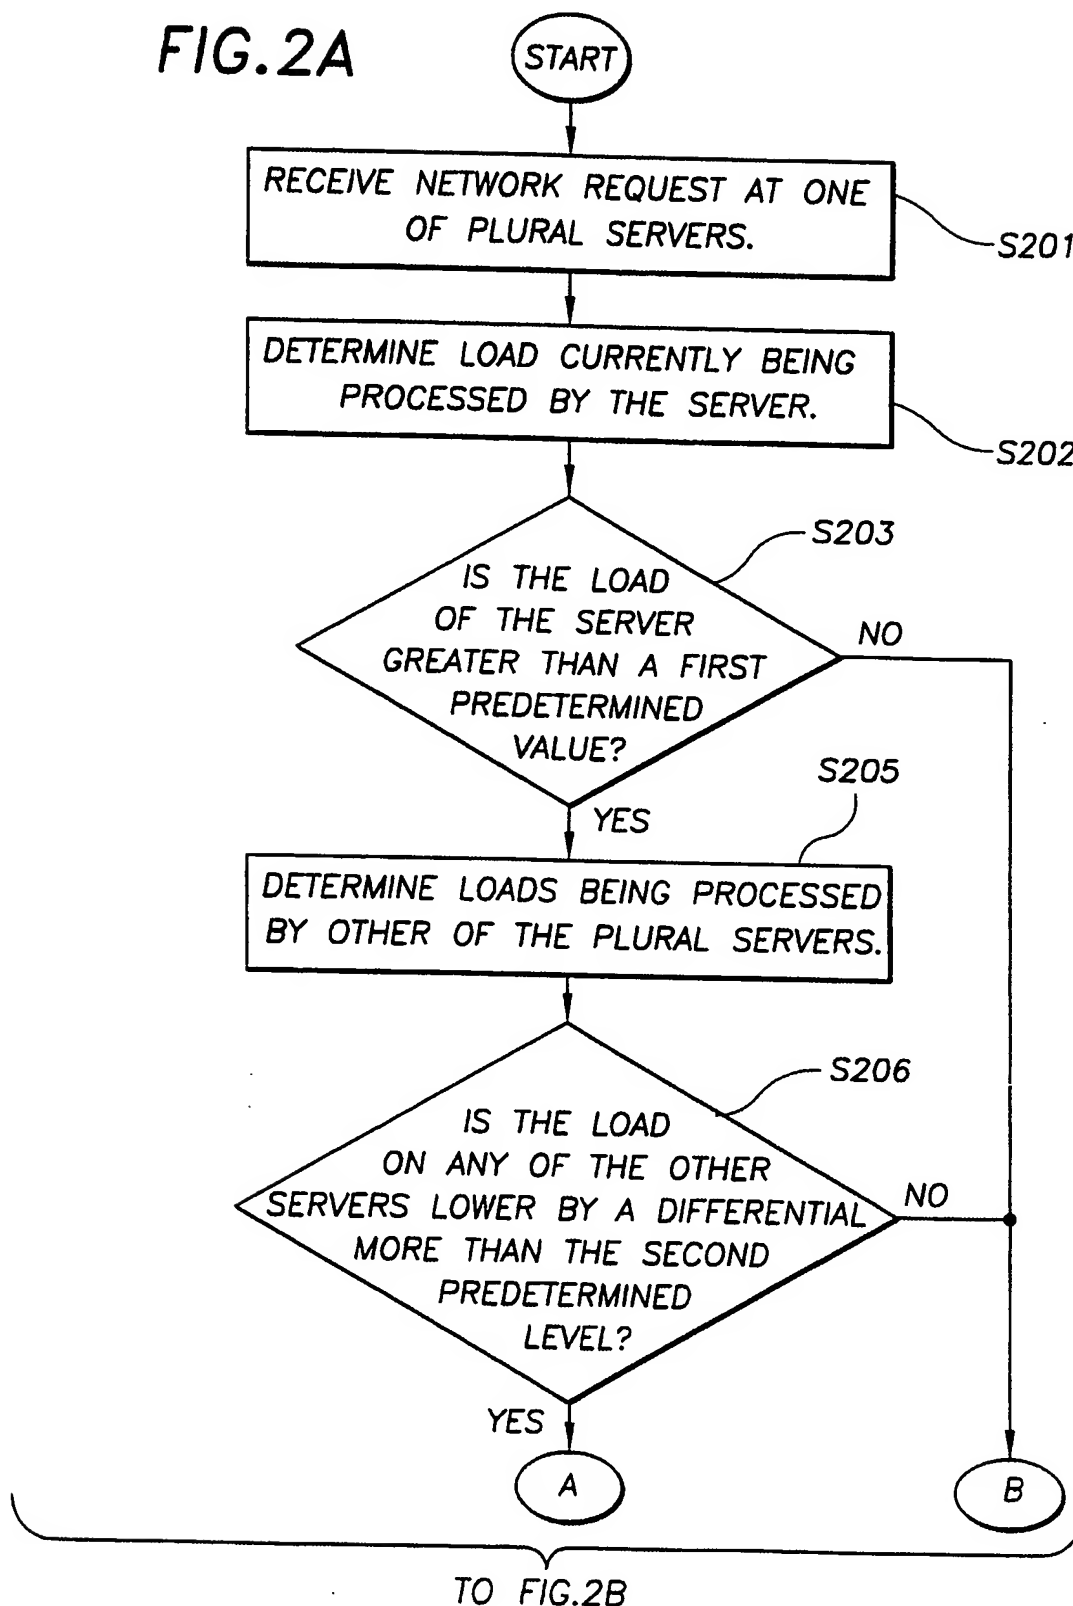 FIG.2A
START
RECEIVE NETWORK REQUEST AT ONE
OF PLURAL SERVERS.
S201
DETERMINE LOAD CURRENTLY BEING
PROCESSED BY THE SERVER.
S202
S203
IS THE LOAD
OF THE SERVER
GREATER THAN A FIRST
PREDETERMINED
VALUE?
NO
YES
S205
DETERMINE LOADS BEING PROCESSED
BY OTHER OF THE PLURAL SERVERS.
S206
IS THE LOAD
ON ANY OF THE OTHER
SERVERS LOWER BY A DIFFERENTIAL
MORE THAN THE SECOND
PREDETERMINED
LEVEL?
NO
YES
A
B
TO FIG.2B